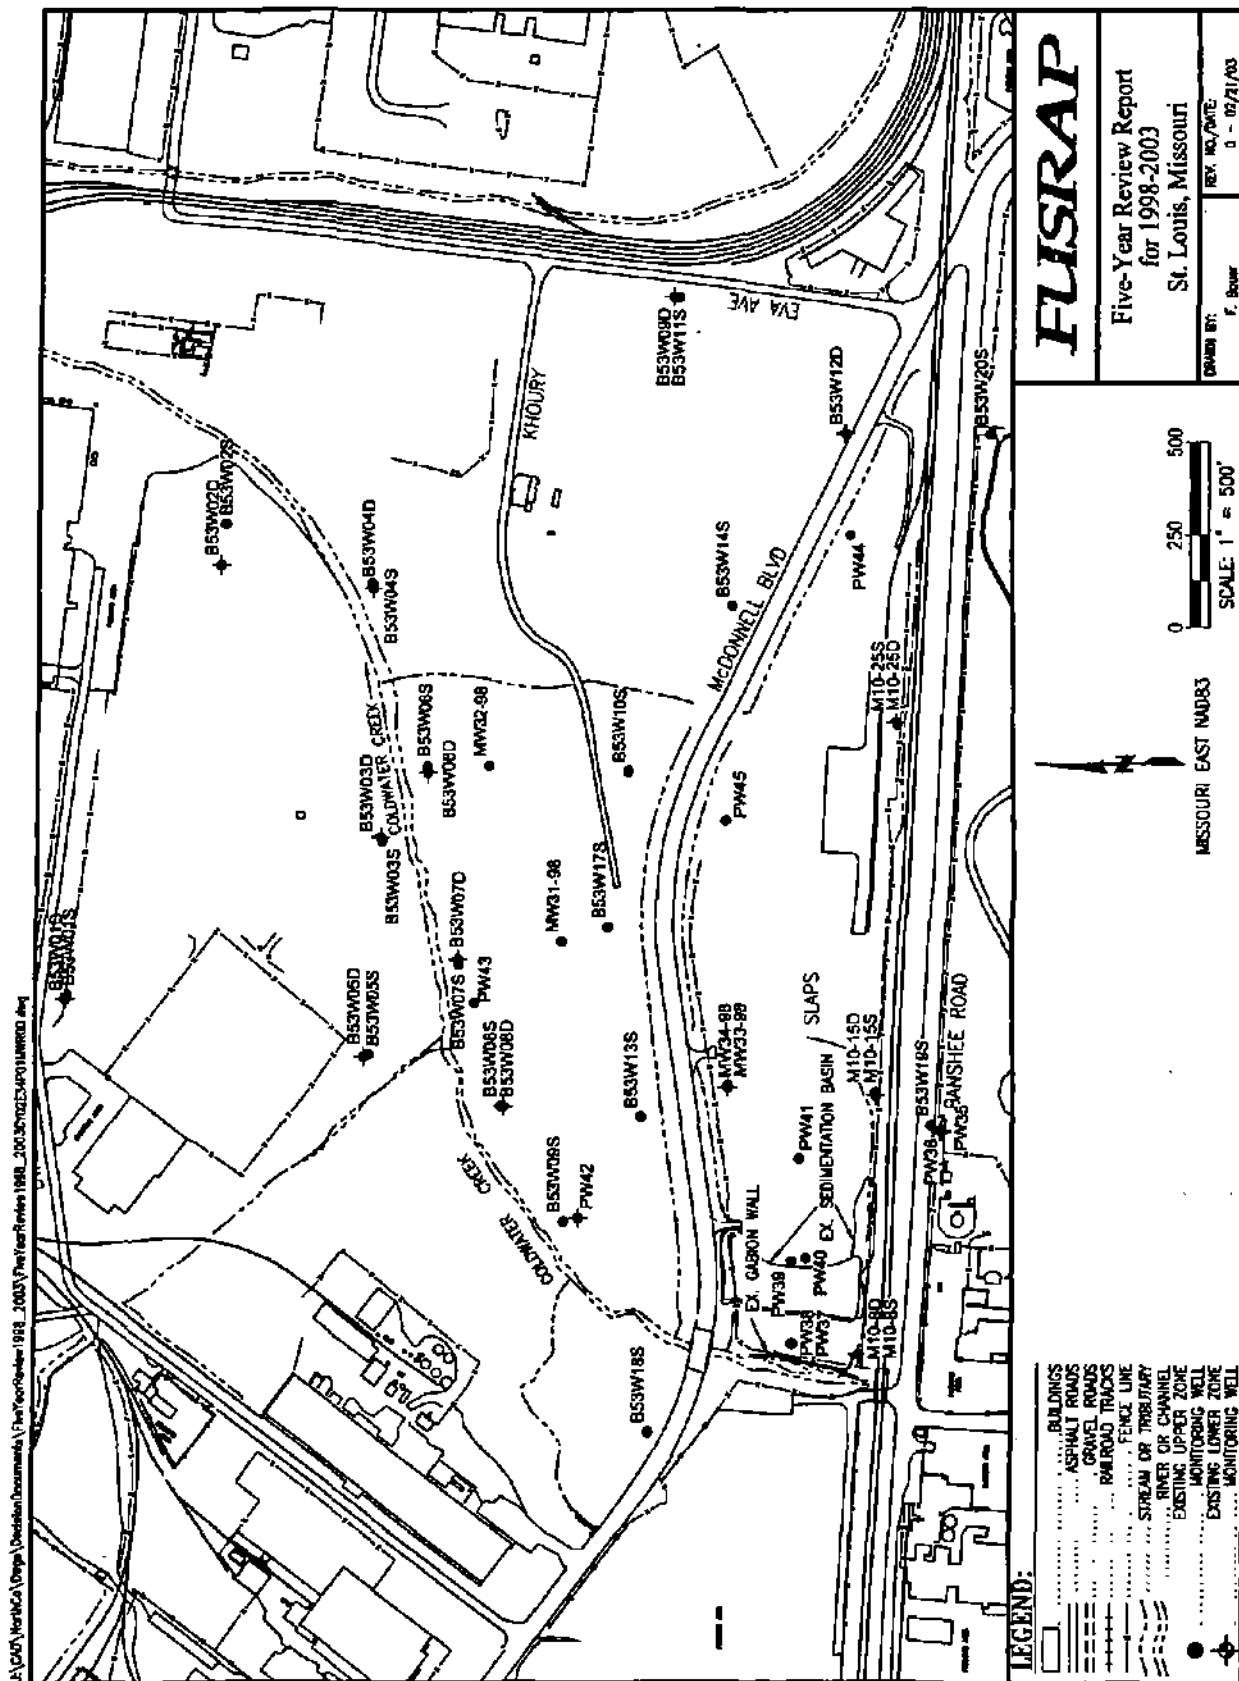 FUSRAP
Five-Year Review Report
for 1998-2003
St. Louis, Missouri
DRAWN BY:
F. Bower
REV. NO./DATE:
0 - 02/21/03
0 250 500
SCALE: 1" = 500'
MISSOURI EAST NAD83
LEGEND:
BUILDINGS
ASPHALT ROADS
GRAVEL ROADS
RAILROAD TRACKS
FENCE LINE
STREAM OR TRIBUTARY
RIVER OR CHANNEL
EXISTING UPPER ZONE
MONITORING WELL
EXISTING LOWER ZONE
MONITORING WELL
B53W01D
B53W01S
B53W02D
B53W02S
B53W04D
B53W04S
B53W03D
B53W03S
COLDWATER CREEK
B53W06S
B53W08D
MW32-98
B53W05D
B53W05S
B53W07D
B53W07S
PW43
B53W08S
B53W08D
MW31-98
B53W17S
B53W10S
KHOURY
EVA AVE
B53W09D
B53W11S
B53W12D
B53W14S
McDONNELL BLVD
PW44
B53W20S
PW45
M10-25S
M10-25D
B53W13S
B53W09S
PW42
COLDWATER CREEK
B53W18S
MW34-98
MW33-98
SLAPS
EX. SEDIMENTATION BASIN
EX. GABION WALL
PW41
PW40
PW39
PW38
PW37
M10-15D
M10-15S
M10-8D
M10-8S
B53W19S
PW36
PW35
BANSHEE ROAD